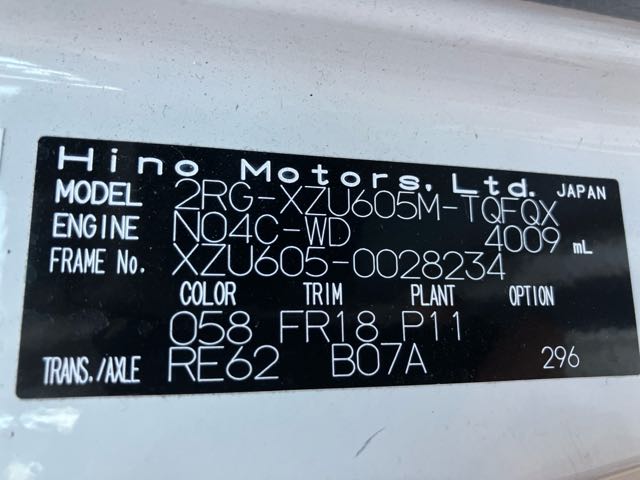 Hino Motors, Ltd. JAPAN
MODEL 2RG-XZU605M-TQFQX
ENGINE N04C-WD 4009 mL
FRAME No. XZU605-0028234
COLOR TRIM PLANT OPTION
058 FR18 P11
TRANS./AXLE RE62 B07A 296